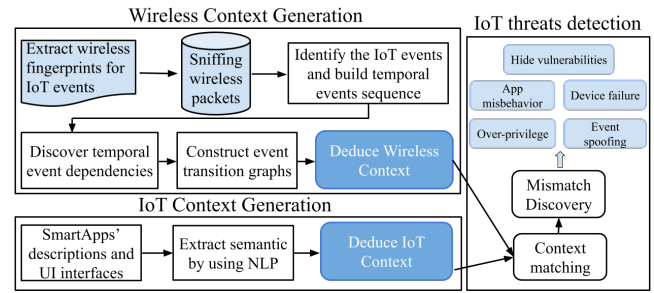 Wireless Context Generation
Extract wireless
fingerprints for
IoT events
Sniffing
wireless
packets
Identify the IoT events
and build temporal
events sequence
Discover temporal
event dependencies
Construct event
transition graphs
Deduce Wireless
Context
IoT Context Generation
SmartApps'
descriptions and
UI interfaces
Extract semantic
by using NLP
Deduce IoT
Context
IoT threats detection
Hide vulnerabilities
App
misbehavior
Device failure
Over-privilege
Event
spoofing
Mismatch
Discovery
Context
matching